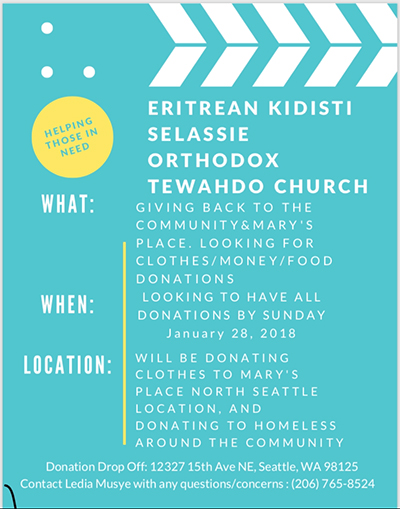 HELPING
THOSE IN
NEED
ERITREAN KIDISTI
SELASSIE
ORTHODOX
TEWAHDO CHURCH
WHAT:
GIVING BACK TO THE
COMMUNITY&MARY'S
PLACE. LOOKING FOR
CLOTHES/MONEY/FOOD
DONATIONS
WHEN:
LOOKING TO HAVE ALL
DONATIONS BY SUNDAY
January 28, 2018
LOCATION:
WILL BE DONATING
CLOTHES TO MARY'S
PLACE NORTH SEATTLE
LOCATION, AND
DONATING TO HOMELESS
AROUND THE COMMUNITY
Donation Drop Off: 12327 15th Ave NE, Seattle, WA 98125
Contact Ledia Musye with any questions/concerns : (206) 765-8524